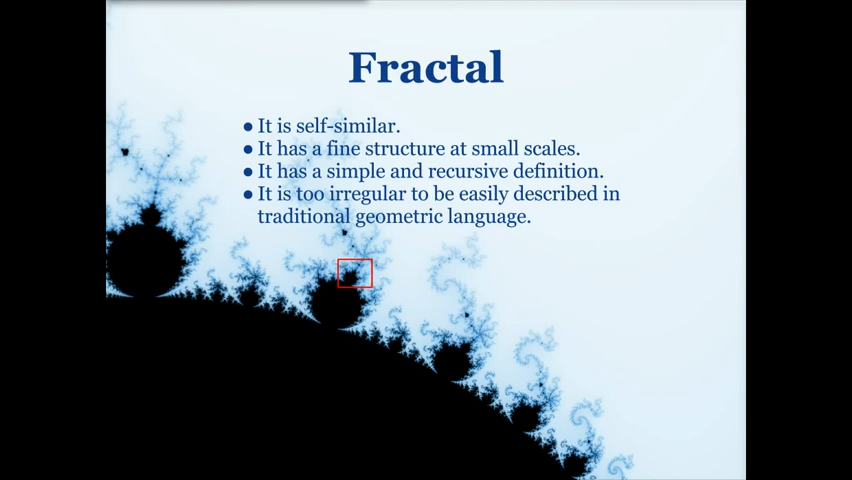 Fractal
● It is self-similar.
● It has a fine structure at small scales.
● It has a simple and recursive definition.
● It is too irregular to be easily described in
traditional geometric language.